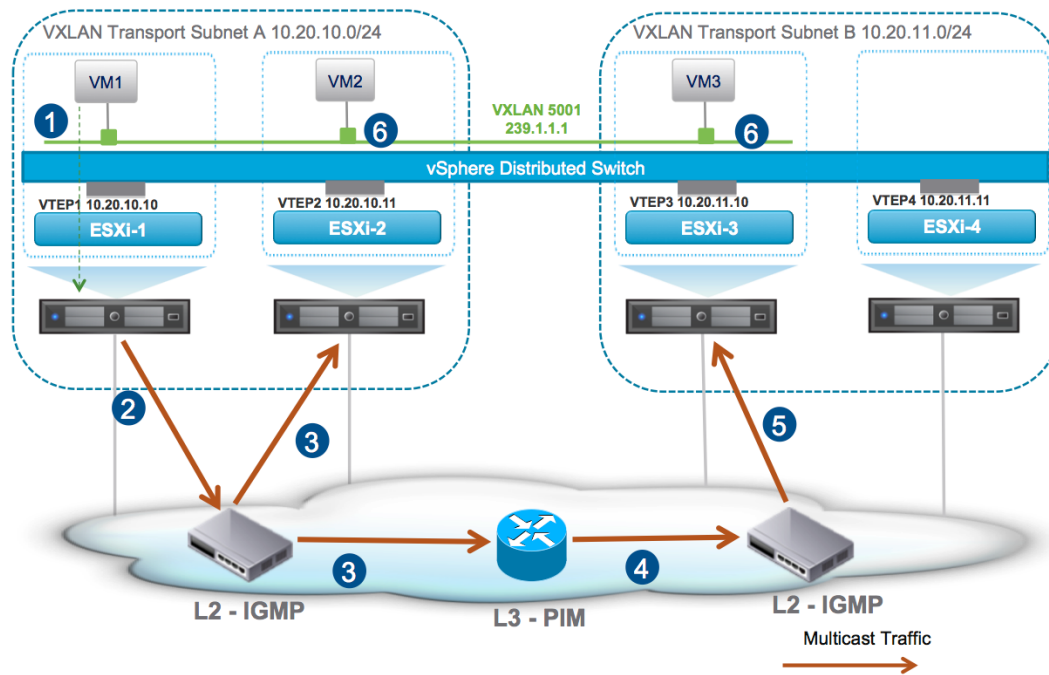 VXLAN Transport Subnet A 10.20.10.0/24
VXLAN Transport Subnet B 10.20.11.0/24
VM1
VM2
VM3
1
6
VXLAN 5001
239.1.1.1
6
vSphere Distributed Switch
VTEP1 10.20.10.10
VTEP2 10.20.10.11
VTEP3 10.20.11.10
VTEP4 10.20.11.11
ESXi-1
ESXi-2
ESXi-3
ESXi-4
2
3
5
3
4
L2 - IGMP
L3 - PIM
L2 - IGMP
Multicast Traffic